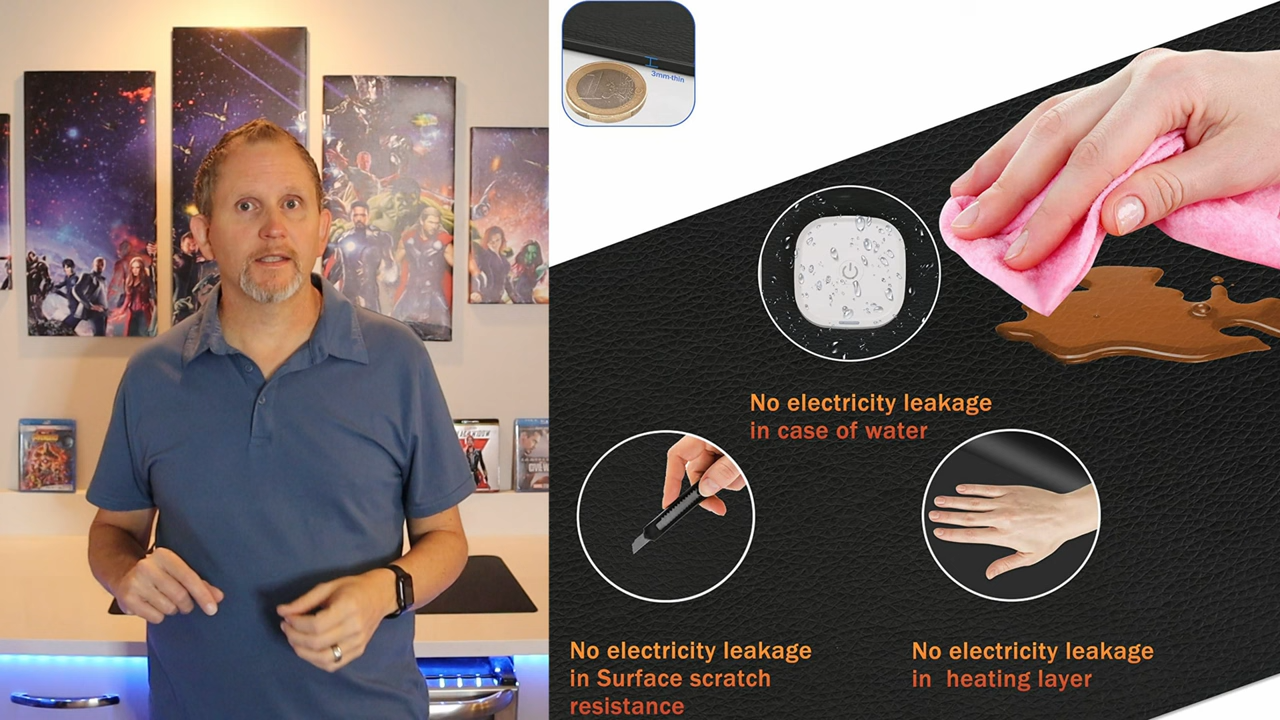 3mm-thin
No electricity leakage
in case of water
No electricity leakage
in Surface scratch
resistance
No electricity leakage
in heating layer